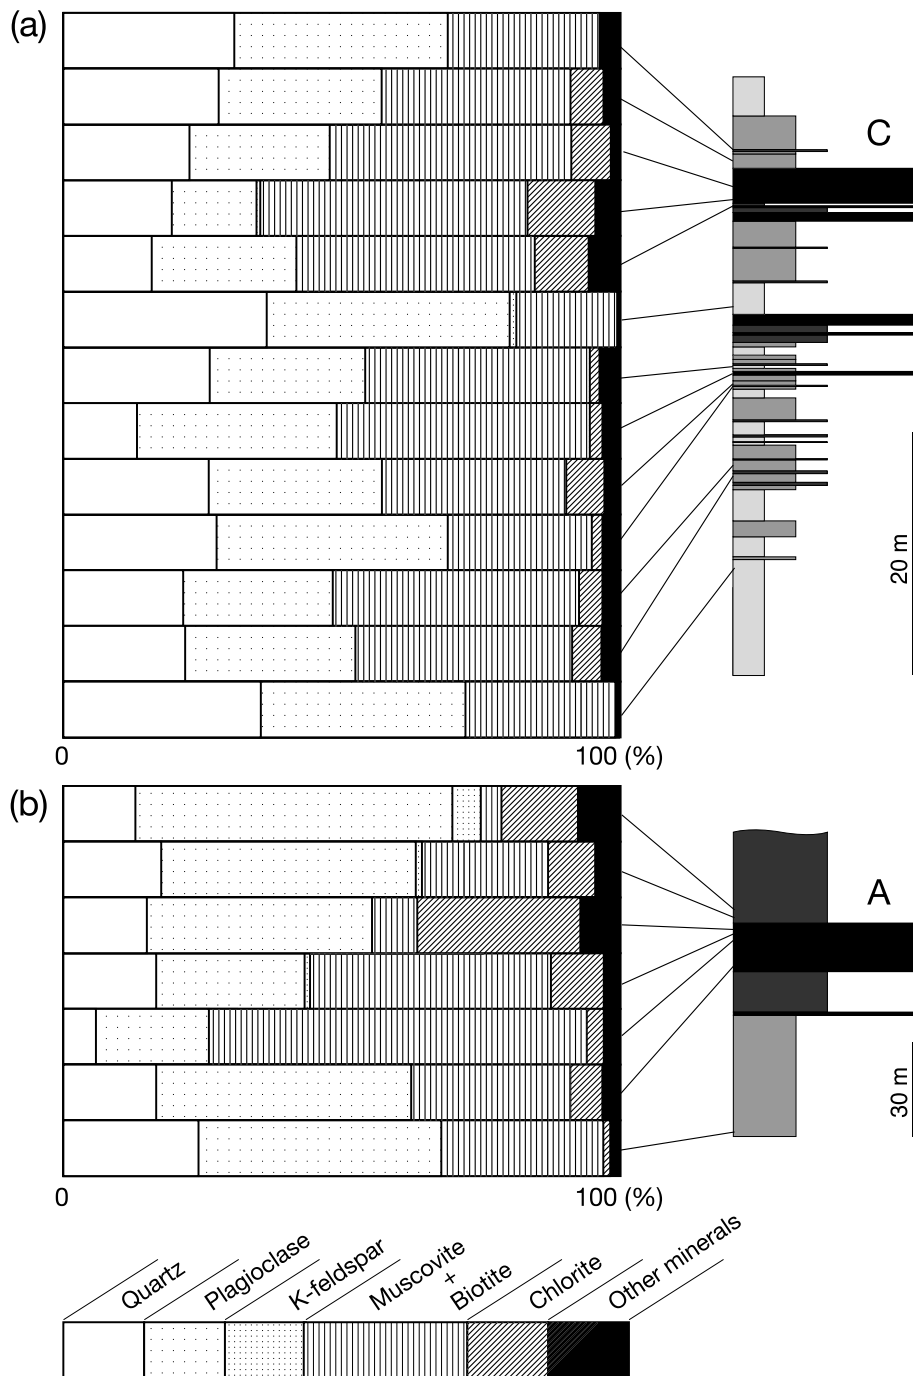 (a)
C
20 m
0
100 (%)
(b)
A
30 m
0
100 (%)
Quartz
Plagioclase
K-feldspar
Muscovite
+
Biotite
Chlorite
Other minerals